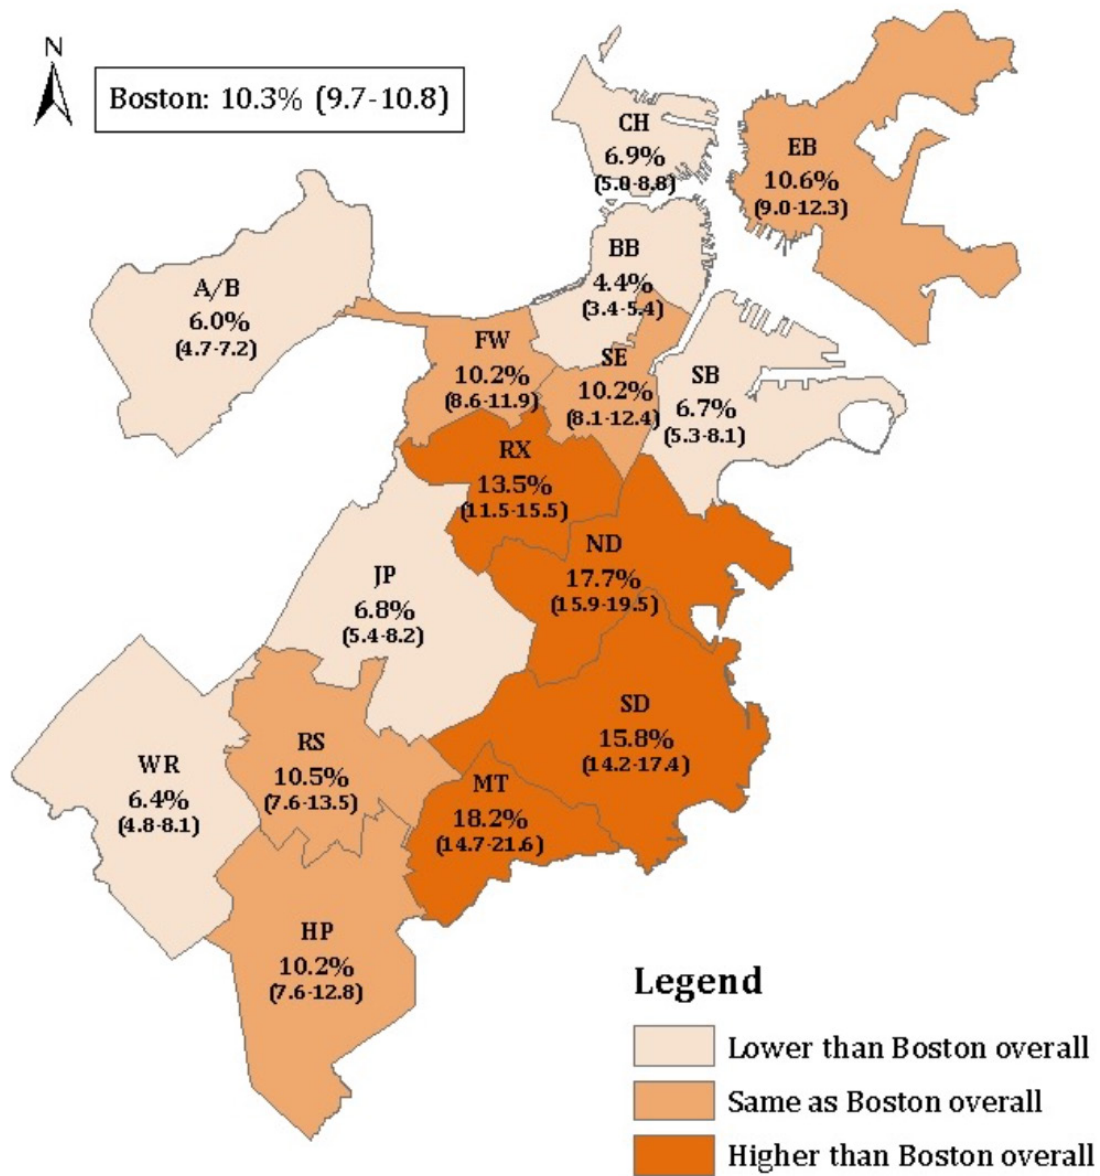 N
Boston: 10.3% (9.7-10.8)
CH
6.9%
(5.0-8.8)
EB
10.6%
(9.0-12.3)
BB
4.4%
(3.4-5.4)
A/B
6.0%
(4.7-7.2)
FW
10.2%
(8.6-11.9)
SE
10.2%
(8.1-12.4)
SB
6.7%
(5.3-8.1)
RX
13.5%
(11.5-15.5)
ND
17.7%
(15.9-19.5)
JP
6.8%
(5.4-8.2)
SD
15.8%
(14.2-17.4)
RS
10.5%
(7.6-13.5)
WR
6.4%
(4.8-8.1)
MT
18.2%
(14.7-21.6)
HP
10.2%
(7.6-12.8)
Legend
Lower than Boston overall
Same as Boston overall
Higher than Boston overall